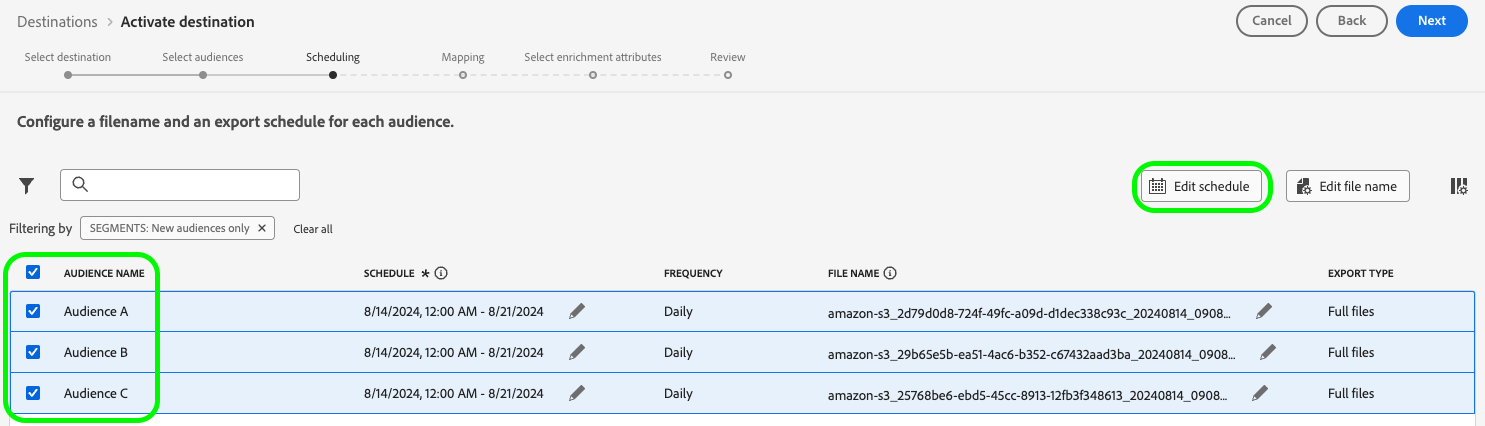 Destinations > Activate destination
Cancel Back Next
Select destination Select audiences Scheduling Mapping Select enrichment attributes Review
Configure a filename and an export schedule for each audience.
Edit schedule Edit file name
Filtering by SEGMENTS: New audiences only × Clear all
AUDIENCE NAME SCHEDULE * FREQUENCY FILE NAME EXPORT TYPE
Audience A 8/14/2024, 12:00 AM - 8/21/2024 Daily amazon-s3_2d79d0d8-724f-49fc-a09d-d1dec338c93c_20240814_0908... Full files
Audience B 8/14/2024, 12:00 AM - 8/21/2024 Daily amazon-s3_29b65e5b-ea51-4ac6-b352-c67432aad3ba_20240814_0908... Full files
Audience C 8/14/2024, 12:00 AM - 8/21/2024 Daily amazon-s3_25768be6-ebd5-45cc-8913-12fb3f348613_20240814_0908... Full files